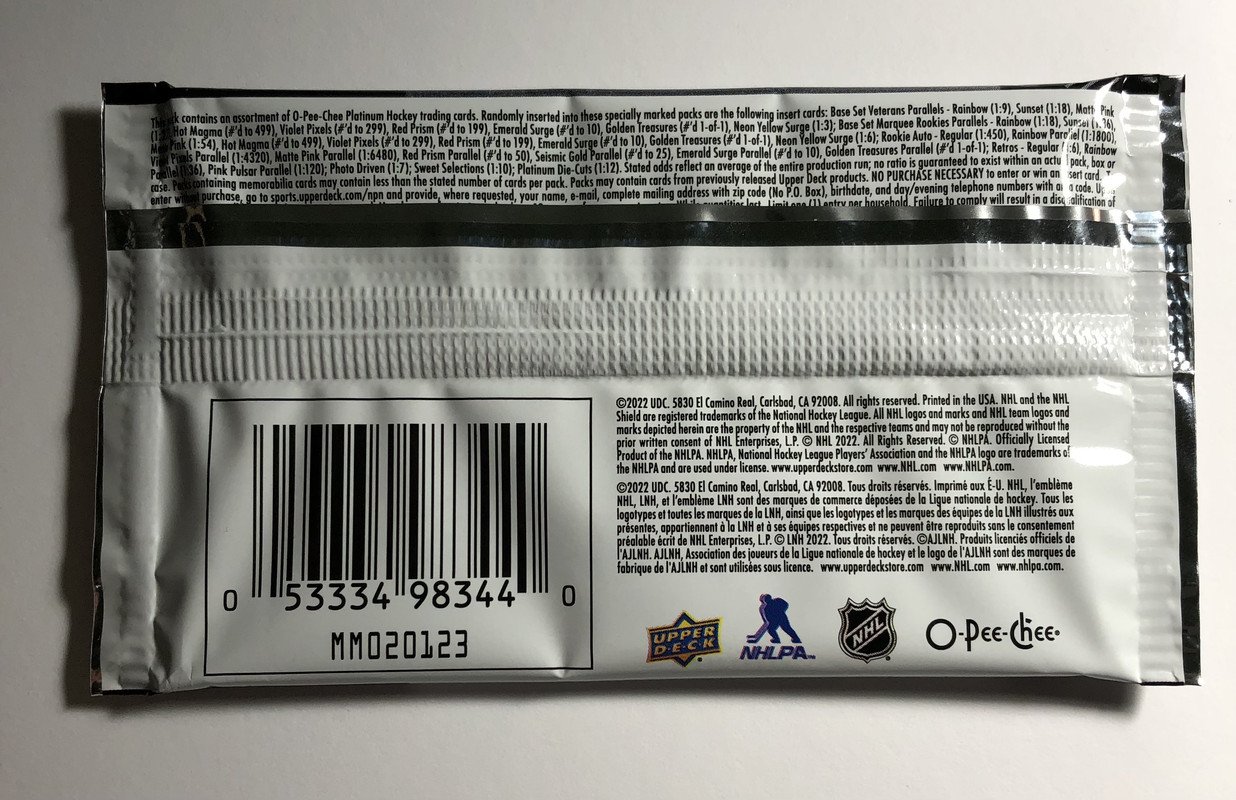 This pack contains an assortment of O-Pee-Chee Platinum Hockey trading cards. Randomly inserted into these specially marked packs are the following insert cards: Base Set Veterans Parallels - Rainbow (1:9), Sunset (1:18), Matte Pink
Hot Magma (#'d to 499), Violet Pixels (#'d to 299), Red Prism (#'d to 199), Emerald Surge (#'d to 10), Golden Treasures (#'d 1-of-1), Neon Yellow Surge (1:3); Base Set Marquee Rookies Parallels - Rainbow (1:18), Sunset
Pink (1:54), Hot Magma (#'d to 499), Violet Pixels (#'d to 299), Red Prism (#'d to 199), Emerald Surge (#'d to 10), Golden Treasures (#'d 1-of-1), Neon Yellow Surge (1:6); Rookie Auto - Regular (1:450), Rainbow Parallel (1:1800),
Violet Pixels Parallel (1:4320), Matte Pink Parallel (1:6480), Red Prism Parallel (#'d to 50), Seismic Gold Parallel (#'d to 25), Emerald Surge Parallel (#'d to 10), Golden Treasures Parallel (#'d 1-of-1); Retros - Regular Rainbow
Parallel Pink Pulsar Parallel (1:120); Photo Driven (1:7); Sweet Selections (1:10); Platinum Die-Cuts (1:12). Stated odds reflect an average of the entire production run; no ratio is guaranteed to exist within an actual pack, box or
case. Packs containing memorabilia cards may contain less than the stated number of cards per pack. Packs may contain cards from previously released Upper Deck products. NO PURCHASE NECESSARY to enter or win an insert card. To
enter without purchase, go to sports.upperdeck.com/npn and provide, where requested, your name, e-mail, complete mailing address with zip code (No P.O. Box), birthdate, and day/evening telephone numbers with area code.
While quantities last. Limit one (1) entry per household. Failure to comply will result in a disqualification of
©2022 UDC. 5830 El Camino Real, Carlsbad, CA 92008. All rights reserved. Printed in the USA. NHL and the NHL
Shield are registered trademarks of the National Hockey League. All NHL logos and marks and NHL team logos and
marks depicted herein are the property of the NHL and the respective teams and may not be reproduced without the
prior written consent of NHL Enterprises, L.P. © NHL 2022. All Rights Reserved. © NHLPA. Officially Licensed
Product of the NHLPA. NHLPA, National Hockey League Players' Association and the NHLPA logo are trademarks of
the NHLPA and are used under license. www.upperdeckstore.com www.NHL.com www.NHLPA.com.
©2022 UDC. 5830 El Camino Real, Carlsbad, CA 92008. Tous droits réservés. Imprimé aux É-U. NHL, l'emblème
NHL, LNH, et l'emblème LNH sont des marques de commerce déposées de la Ligue nationale de hockey. Tous les
logotypes et toutes les marques de la LNH, ainsi que les logotypes et les marques des équipes de la LNH illustrés aux
présentes, appartiennent à la LNH et à ses équipes respectives et ne peuvent être reproduits sans le consentement
préalable écrit de NHL Enterprises, L.P. © LNH 2022. Tous droits réservés. ©AJLNH. Produits licenciés officiels de
l'AJLNH. AJLNH, Association des joueurs de la Ligue nationale de hockey et le logo de l'AJLNH sont des marques de
fabrique de l'AJLNH et sont utilisées sous licence. www.upperdeckstore.com www.NHL.com www.nhlpa.com.
0 53334 98344 0
MM020123
UPPER DECK
NHLPA
NHL
O-Pee-Chee